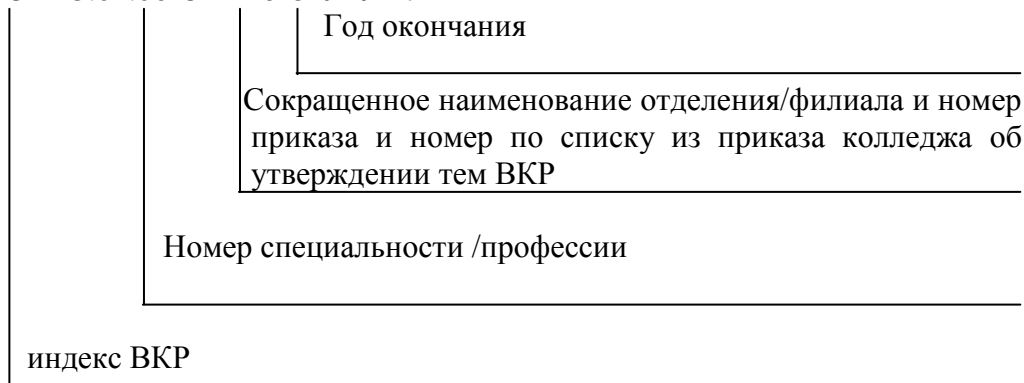 Год окончания
Сокращенное наименование отделения/филиала и номер
приказа и номер по списку из приказа колледжа об
утверждении тем ВКР
Номер специальности /профессии
индекс ВКР